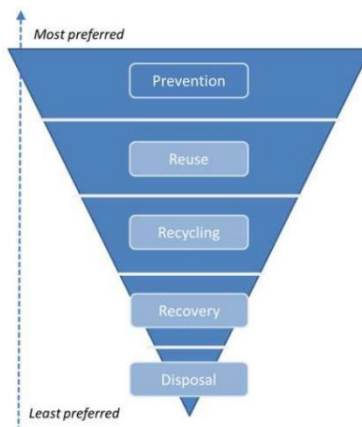 Most preferred
Prevention
Reuse
Recycling
Recovery
Disposal
Least preferred